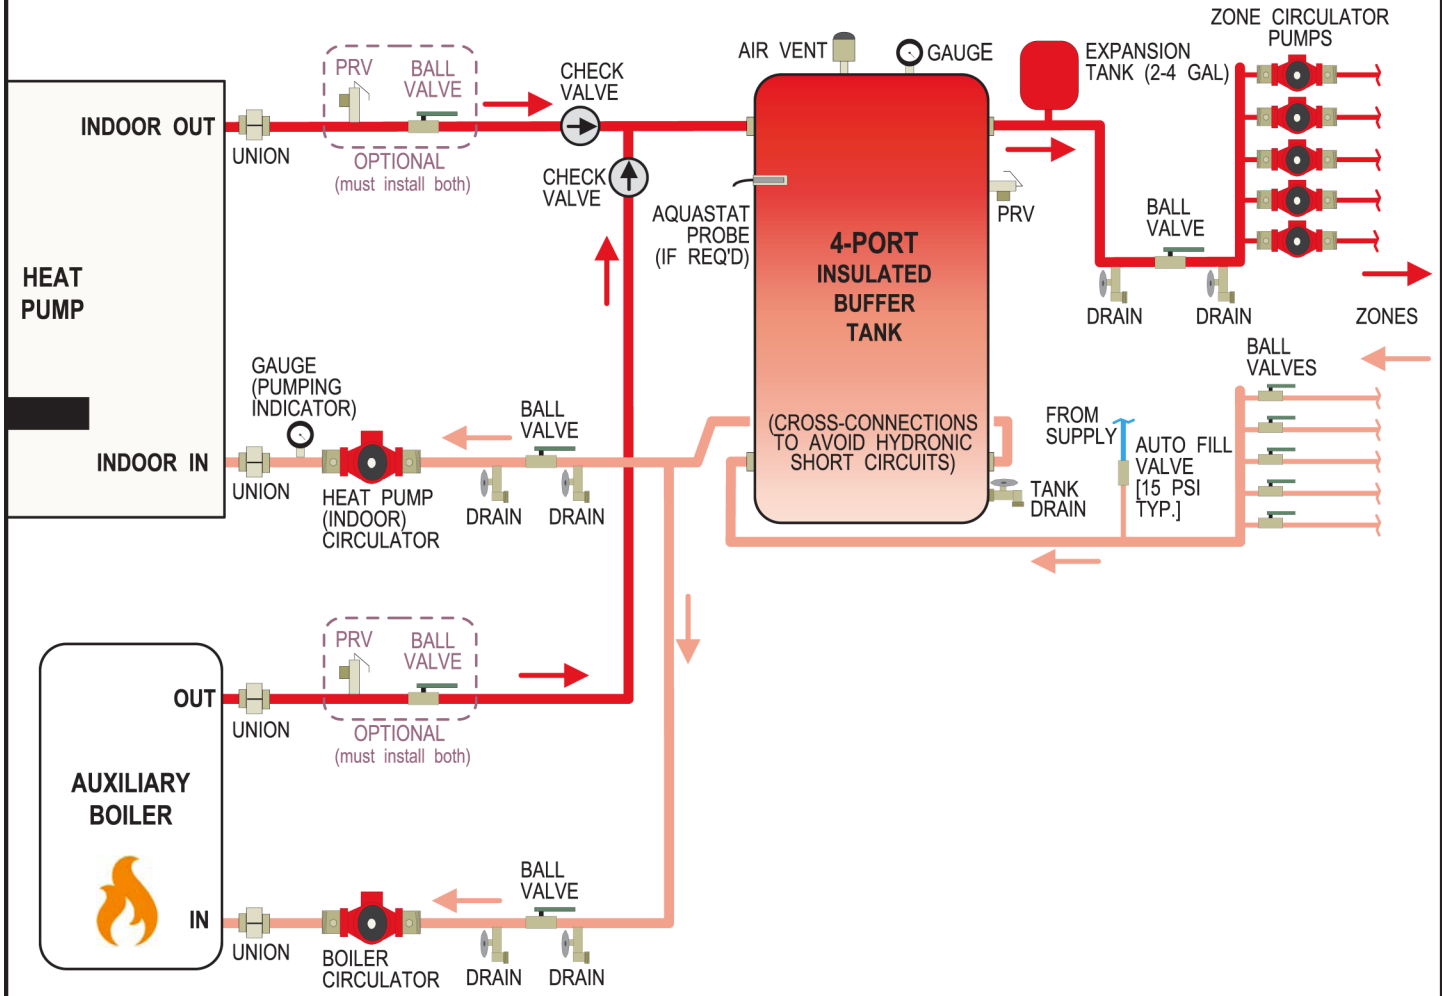 ZONE CIRCULATOR
PUMPS
AIR VENT
GAUGE
EXPANSION
TANK (2-4 GAL)
PRV
BALL
VALVE
CHECK
VALVE
INDOOR OUT
UNION
OPTIONAL
(must install both)
CHECK
VALVE
AQUASTAT
PROBE
(IF REQ'D)
PRV
BALL
VALVE
4-PORT
INSULATED
BUFFER
TANK
HEAT
PUMP
DRAIN
DRAIN
ZONES
GAUGE
(PUMPING
INDICATOR)
BALL
VALVE
BALL
VALVES
(CROSS-CONNECTIONS
TO AVOID HYDRONIC
SHORT CIRCUITS)
FROM
SUPPLY
AUTO FILL
VALVE
[15 PSI
TYP.]
INDOOR IN
UNION
HEAT PUMP
(INDOOR)
CIRCULATOR
DRAIN
DRAIN
TANK
DRAIN
PRV
BALL
VALVE
OUT
UNION
OPTIONAL
(must install both)
AUXILIARY
BOILER
BALL
VALVE
IN
UNION
BOILER
CIRCULATOR
DRAIN
DRAIN